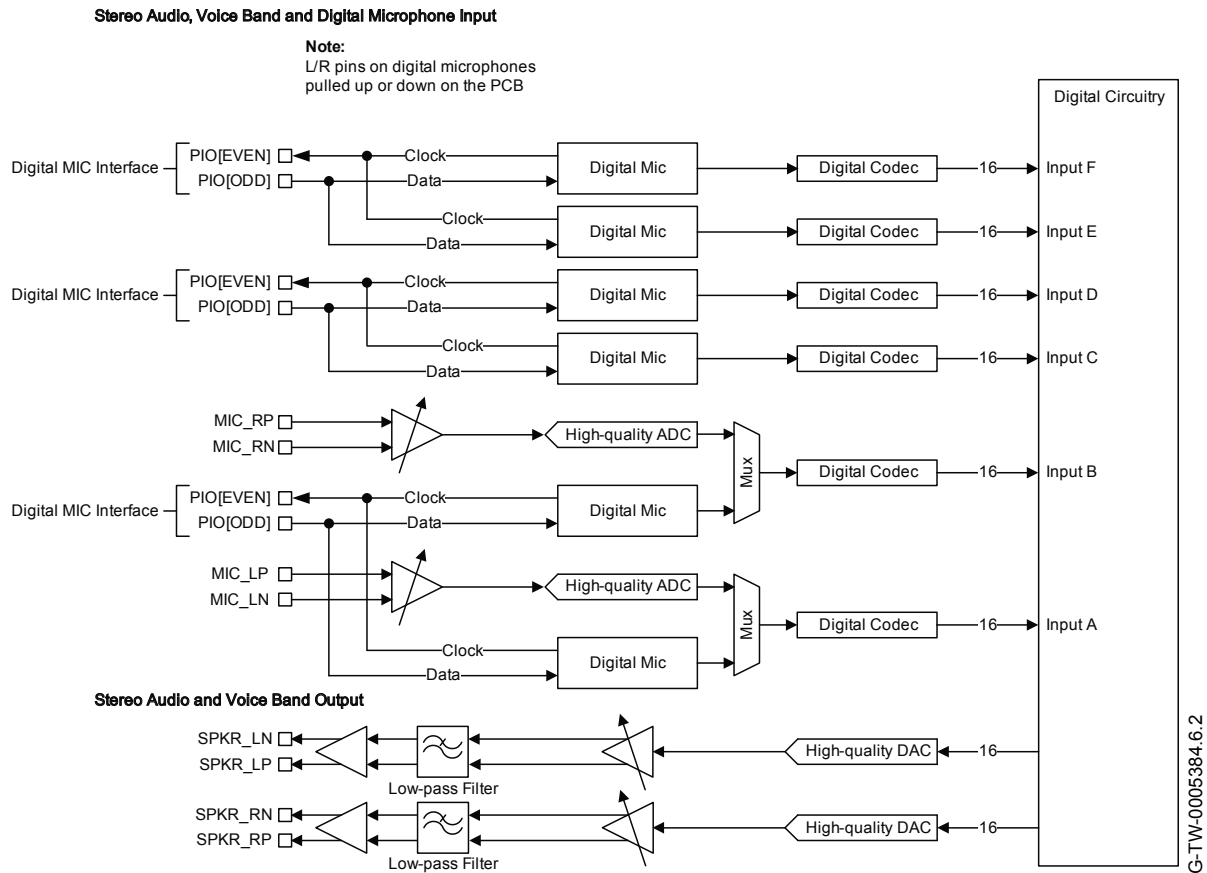 Stereo Audio, Voice Band and Digital Microphone Input
Note:
L/R pins on digital microphones
pulled up or down on the PCB
Digital Circuitry
Digital MIC Interface
PIO[EVEN]
PIO[ODD]
Clock
Data
Digital Mic
Digital Codec
16
Input F
Clock
Data
Digital Mic
Digital Codec
16
Input E
Digital MIC Interface
PIO[EVEN]
PIO[ODD]
Clock
Data
Digital Mic
Digital Codec
16
Input D
Clock
Data
Digital Mic
Digital Codec
16
Input C
MIC_RP
MIC_RN
High-quality ADC
Mux
Digital Codec
16
Input B
Digital MIC Interface
PIO[EVEN]
PIO[ODD]
Clock
Data
Digital Mic
MIC_LP
MIC_LN
High-quality ADC
Mux
Digital Codec
16
Input A
Clock
Data
Digital Mic
Stereo Audio and Voice Band Output
SPKR_LN
SPKR_LP
Low-pass Filter
High-quality DAC
16
SPKR_RN
SPKR_RP
Low-pass Filter
High-quality DAC
16
G-TW-0005384.6.2